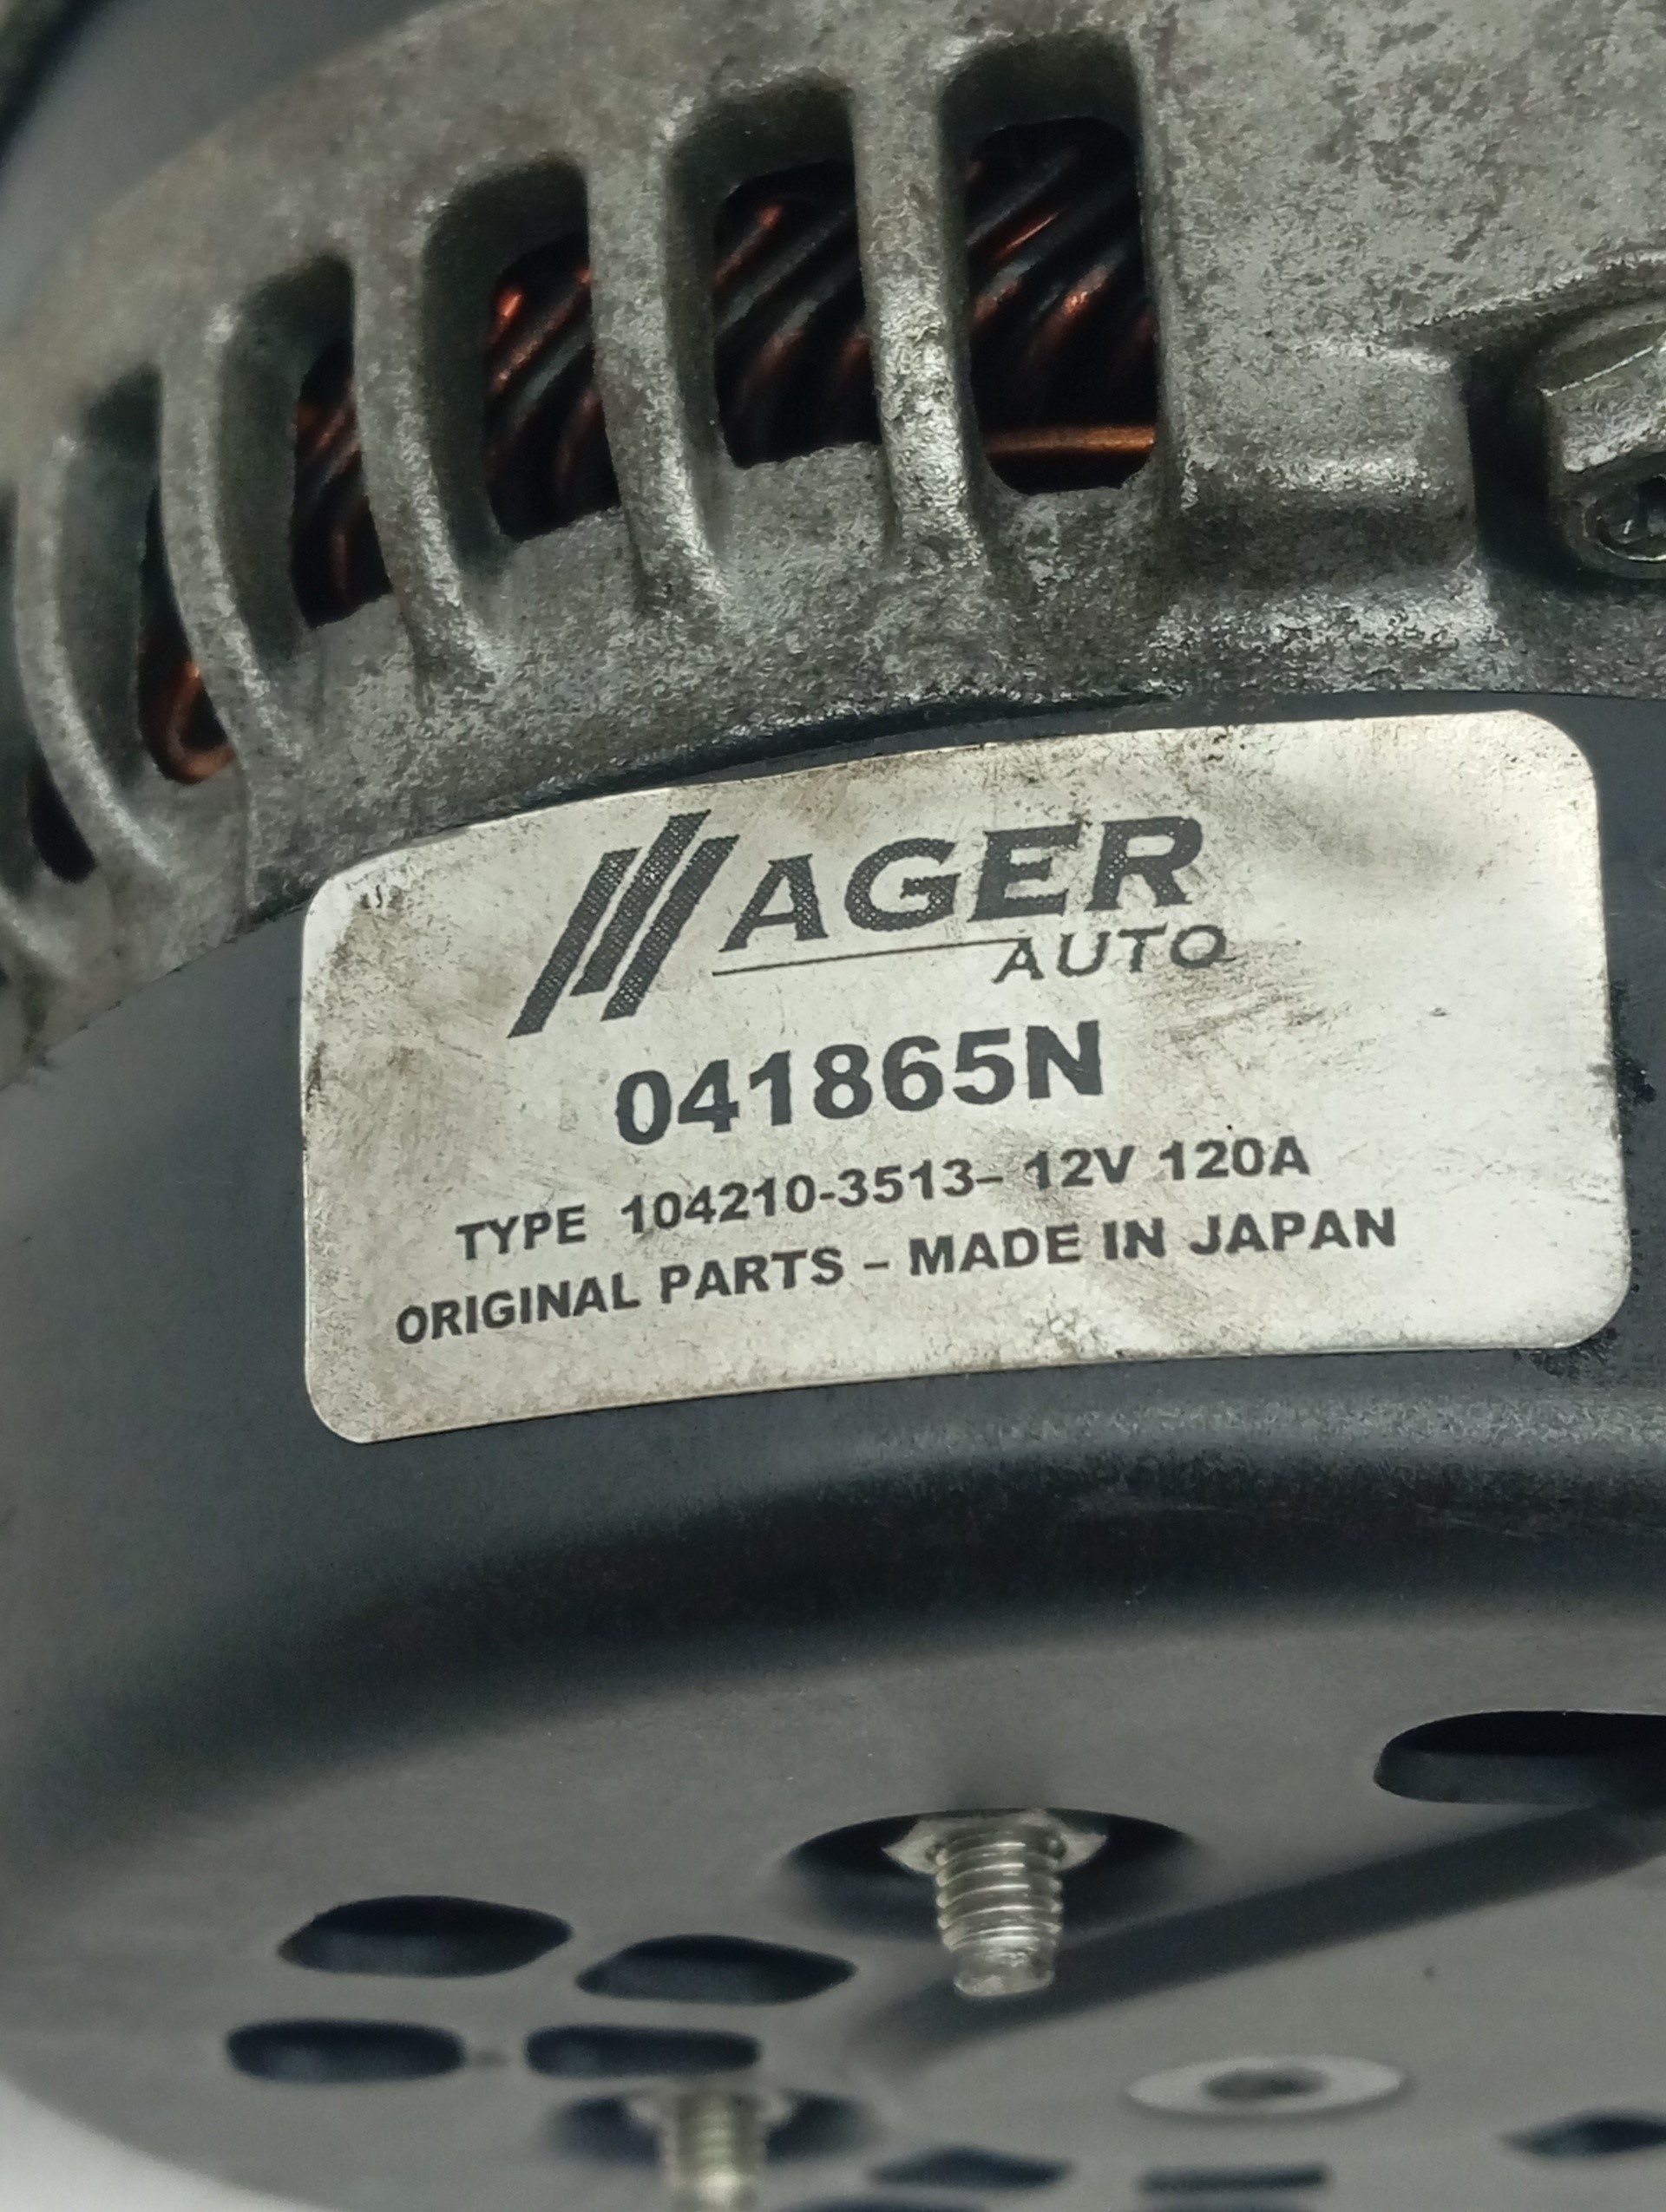 AGER
AUTO
041865N
TYPE 104210-3513– 12V 120A
ORIGINAL PARTS – MADE IN JAPAN